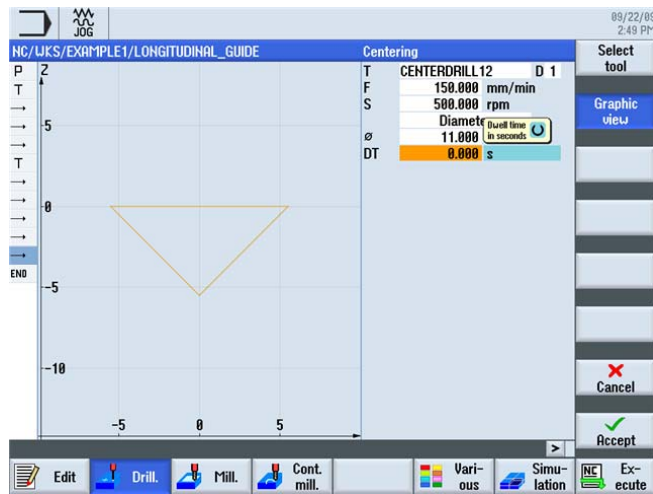 JOG
09/22/09
2:49 PM
NC/WKS/EXAMPLE1/LONGITUDINAL_GUIDE
Centering
Select tool
P
T
T
END
Z
5
0
-5
-10
-5
0
5
T CENTERDRILL12 D 1
F 150.000 mm/min
S 500.000 rpm
Diamete
ø 11.000
Dwell time
in seconds
DT 0.000 s
Graphic view
Cancel
Accept
>
Edit
Drill.
Mill.
Cont. mill.
Vari- ous
Simu- lation
NC
Ex- ecute